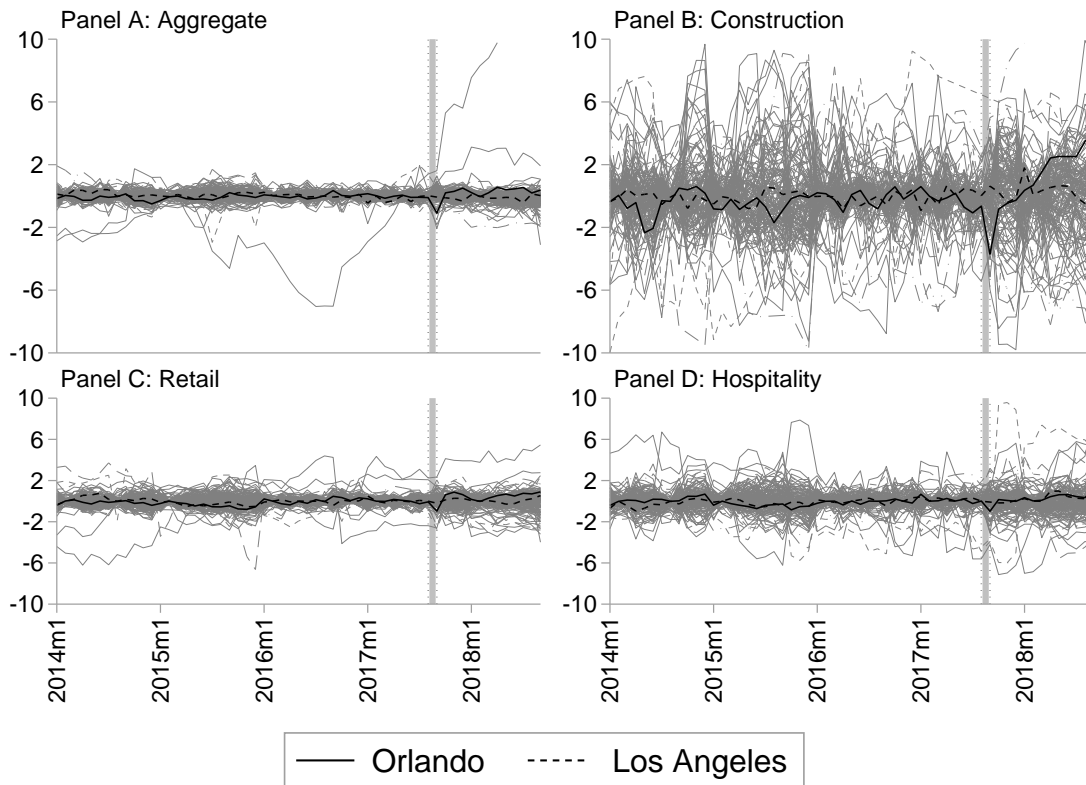 Panel A: Aggregate
10
6
2
-2
-6
-10
Panel B: Construction
10
6
2
-2
-6
-10
Panel C: Retail
10
6
2
-2
-6
-10
2014m1
2015m1
2016m1
2017m1
2018m1
Panel D: Hospitality
10
6
2
-2
-6
-10
2014m1
2015m1
2016m1
2017m1
2018m1
Orlando
Los Angeles